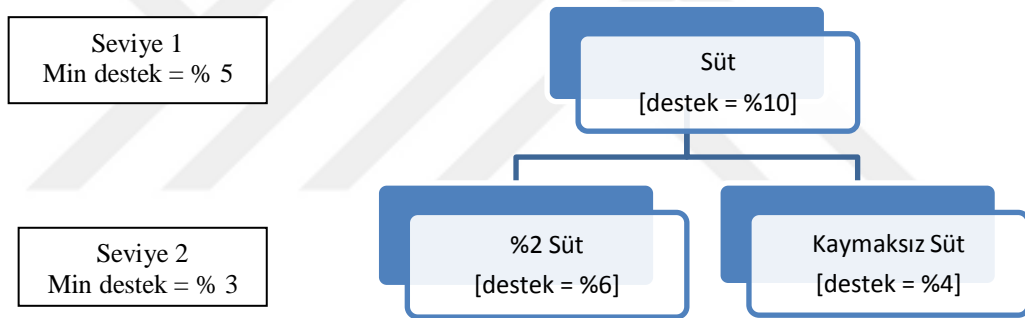 Seviye 1
Min destek = % 5
Süt
[destek = %10]
Seviye 2
Min destek = % 3
%2 Süt
[destek = %6]
Kaymaksız Süt
[destek = %4]